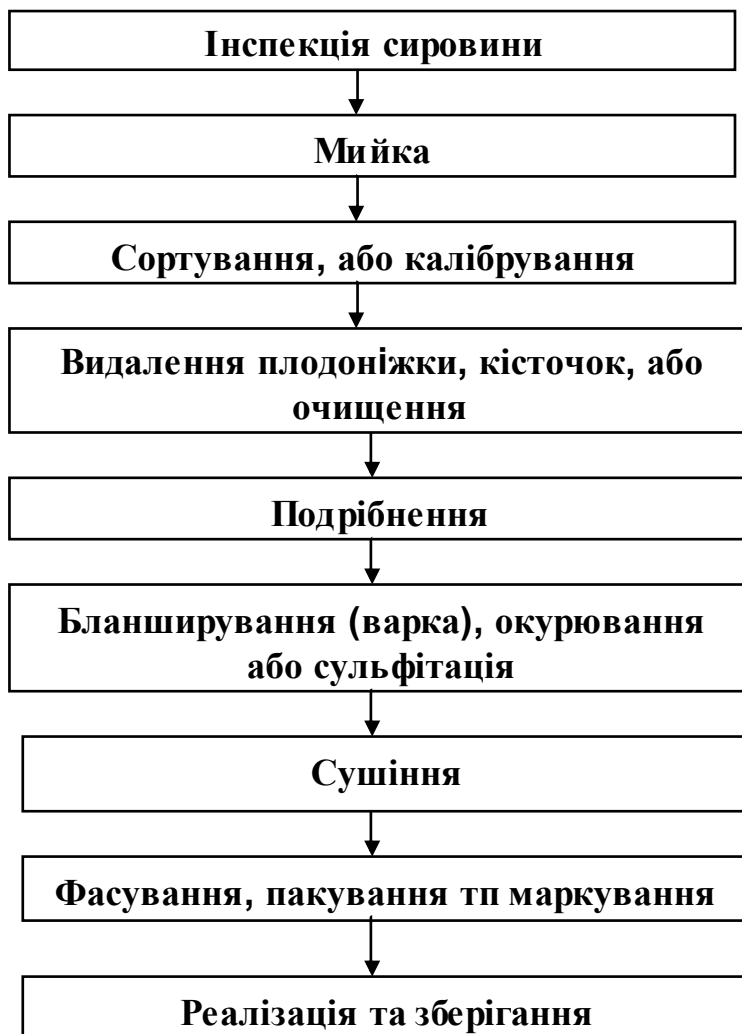 Інспекція сировини
Мийка
Сортування, або калібрування
Видалення плодоніжки, кісточок, або
очищення
Подрібнення
Бланширування (варка), окурювання
або сульфітація
Сушіння
Фасування, пакування тп маркування
Реалізація та зберігання